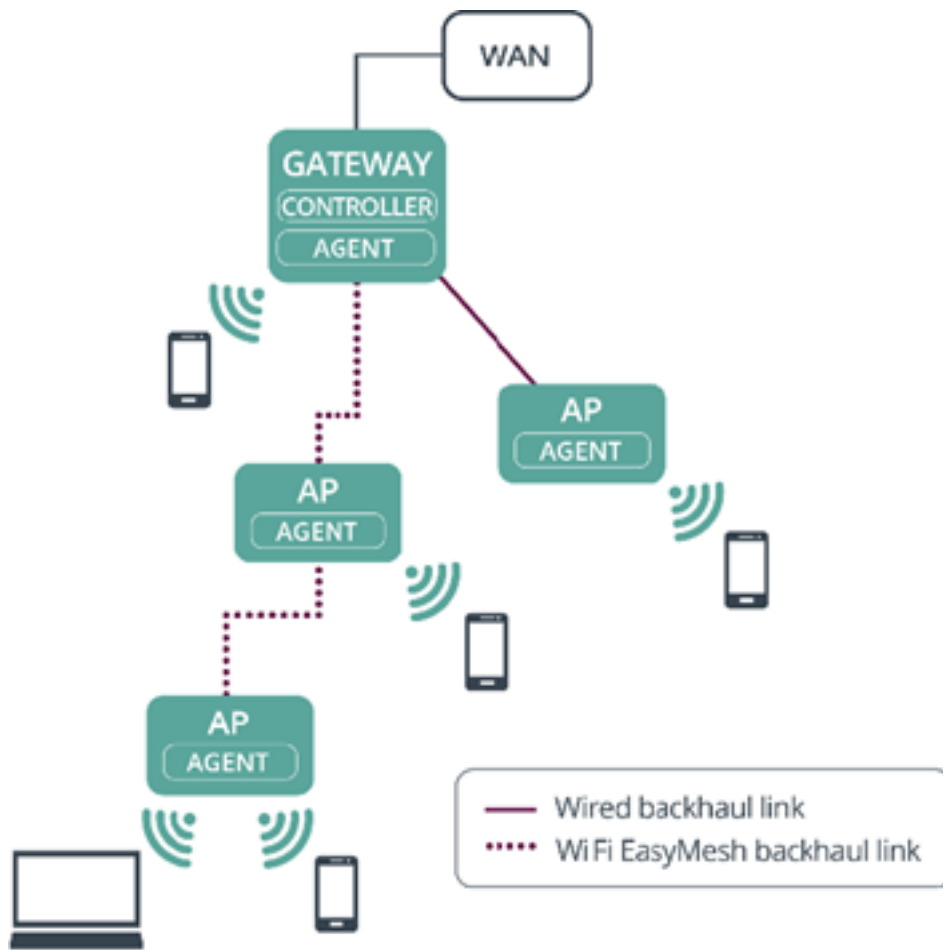 WAN
GATEWAY
CONTROLLER
AGENT
AP
AGENT
AP
AGENT
AP
AGENT
Wired backhaul link
WiFi EasyMesh backhaul link